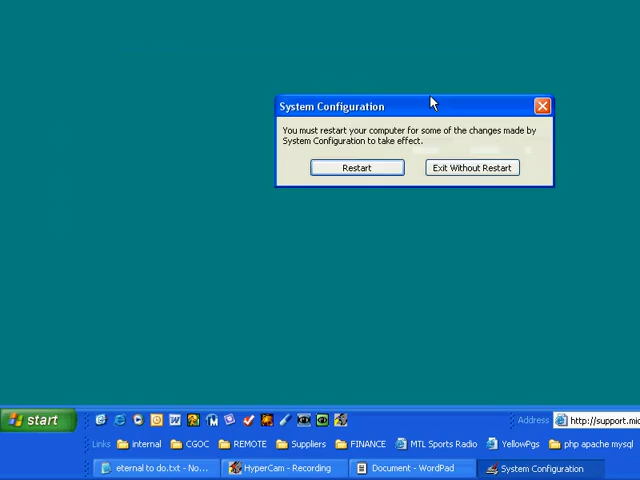 System Configuration
You must restart your computer for some of the changes made by
System Configuration to take effect.
Restart
Exit Without Restart
start
Address
http://support.mic
Links
internal
CGOC
REMOTE
Suppliers
FINANCE
MTL Sports Radio
YellowPgs
php apache mysql
eternal to do.txt - No...
HyperCam - Recording
Document - WordPad
System Configuration